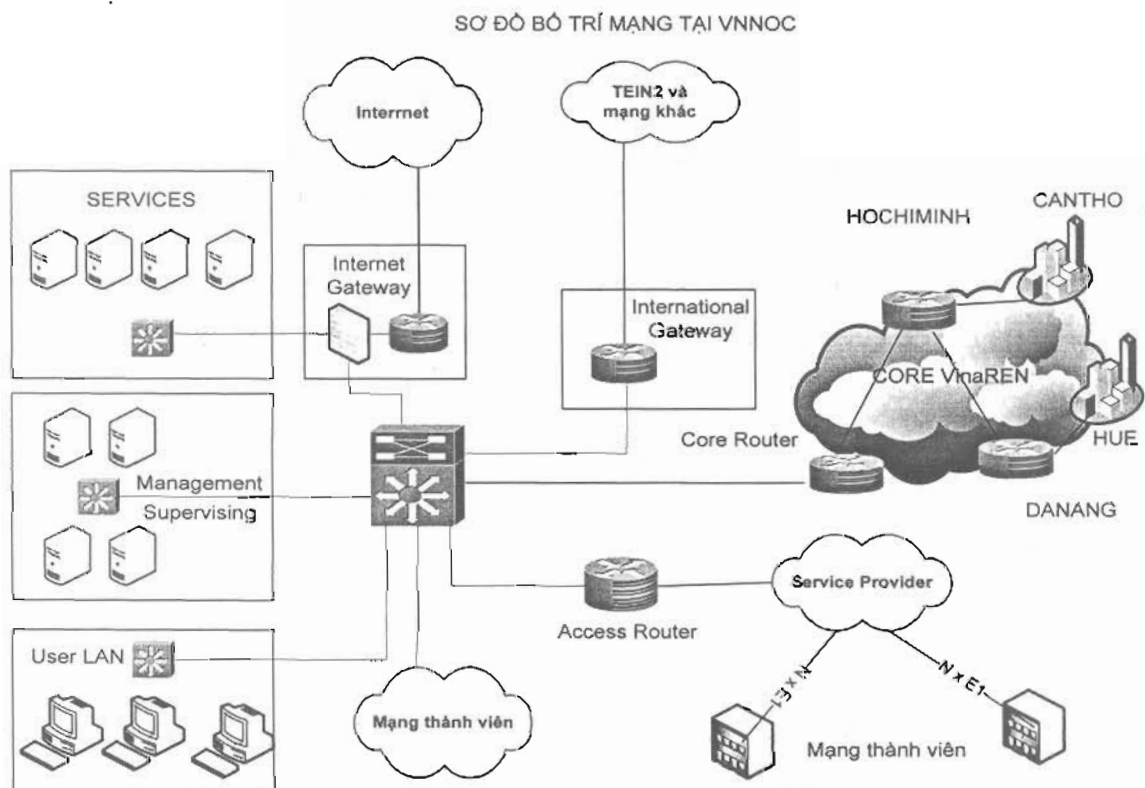 SƠ ĐỒ BỐ TRÍ MẠNG TẠI VNNOC
Interrnet
TEIN2 và
mạng khác
SERVICES
Internet
Gateway
International
Gateway
HOCHIMINH
CANTHO
CORE VinaREN
HUE
DANANG
Core Router
Management
Supervising
Access Router
Service Provider
User LAN
Mạng thành viên
N x E1
N x E1
Mạng thành viên